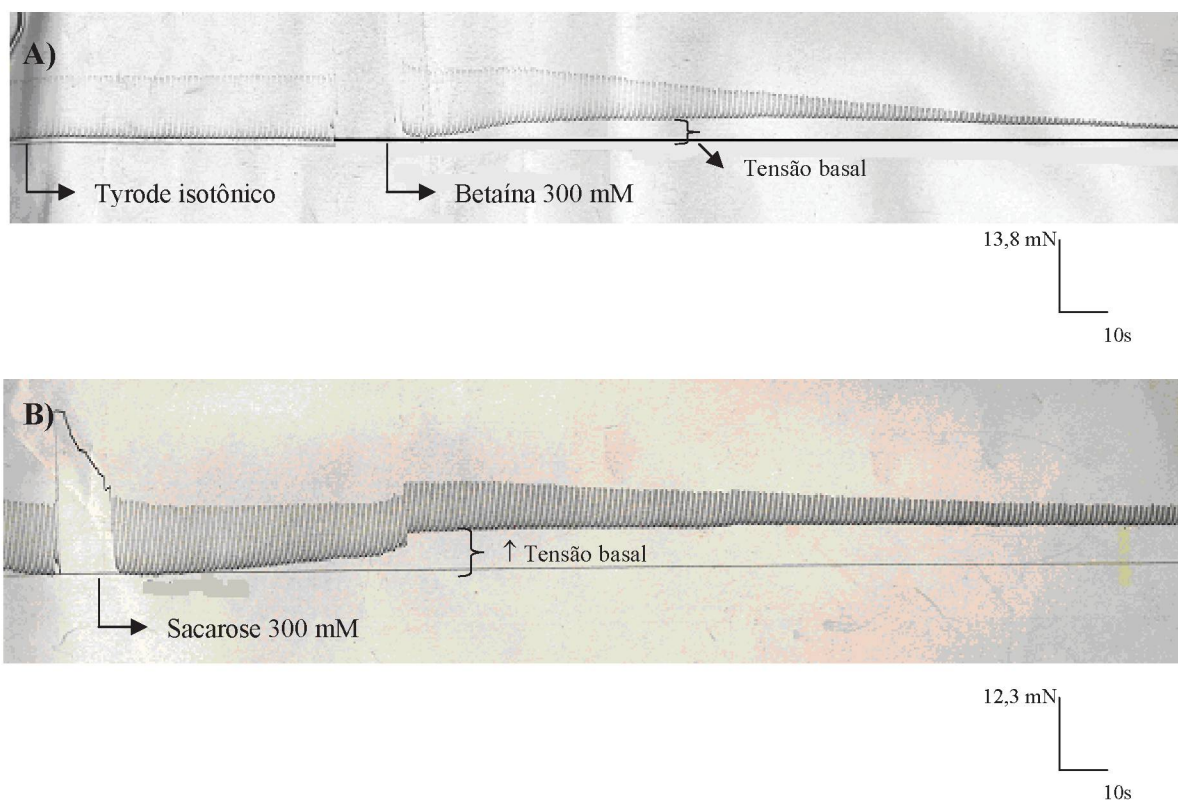 A)
Tyrode isotônico
Betaína 300 mM
Tensão basal
13,8 mN
10s
B)
↑ Tensão basal
Sacarose 300 mM
12,3 mN
10s